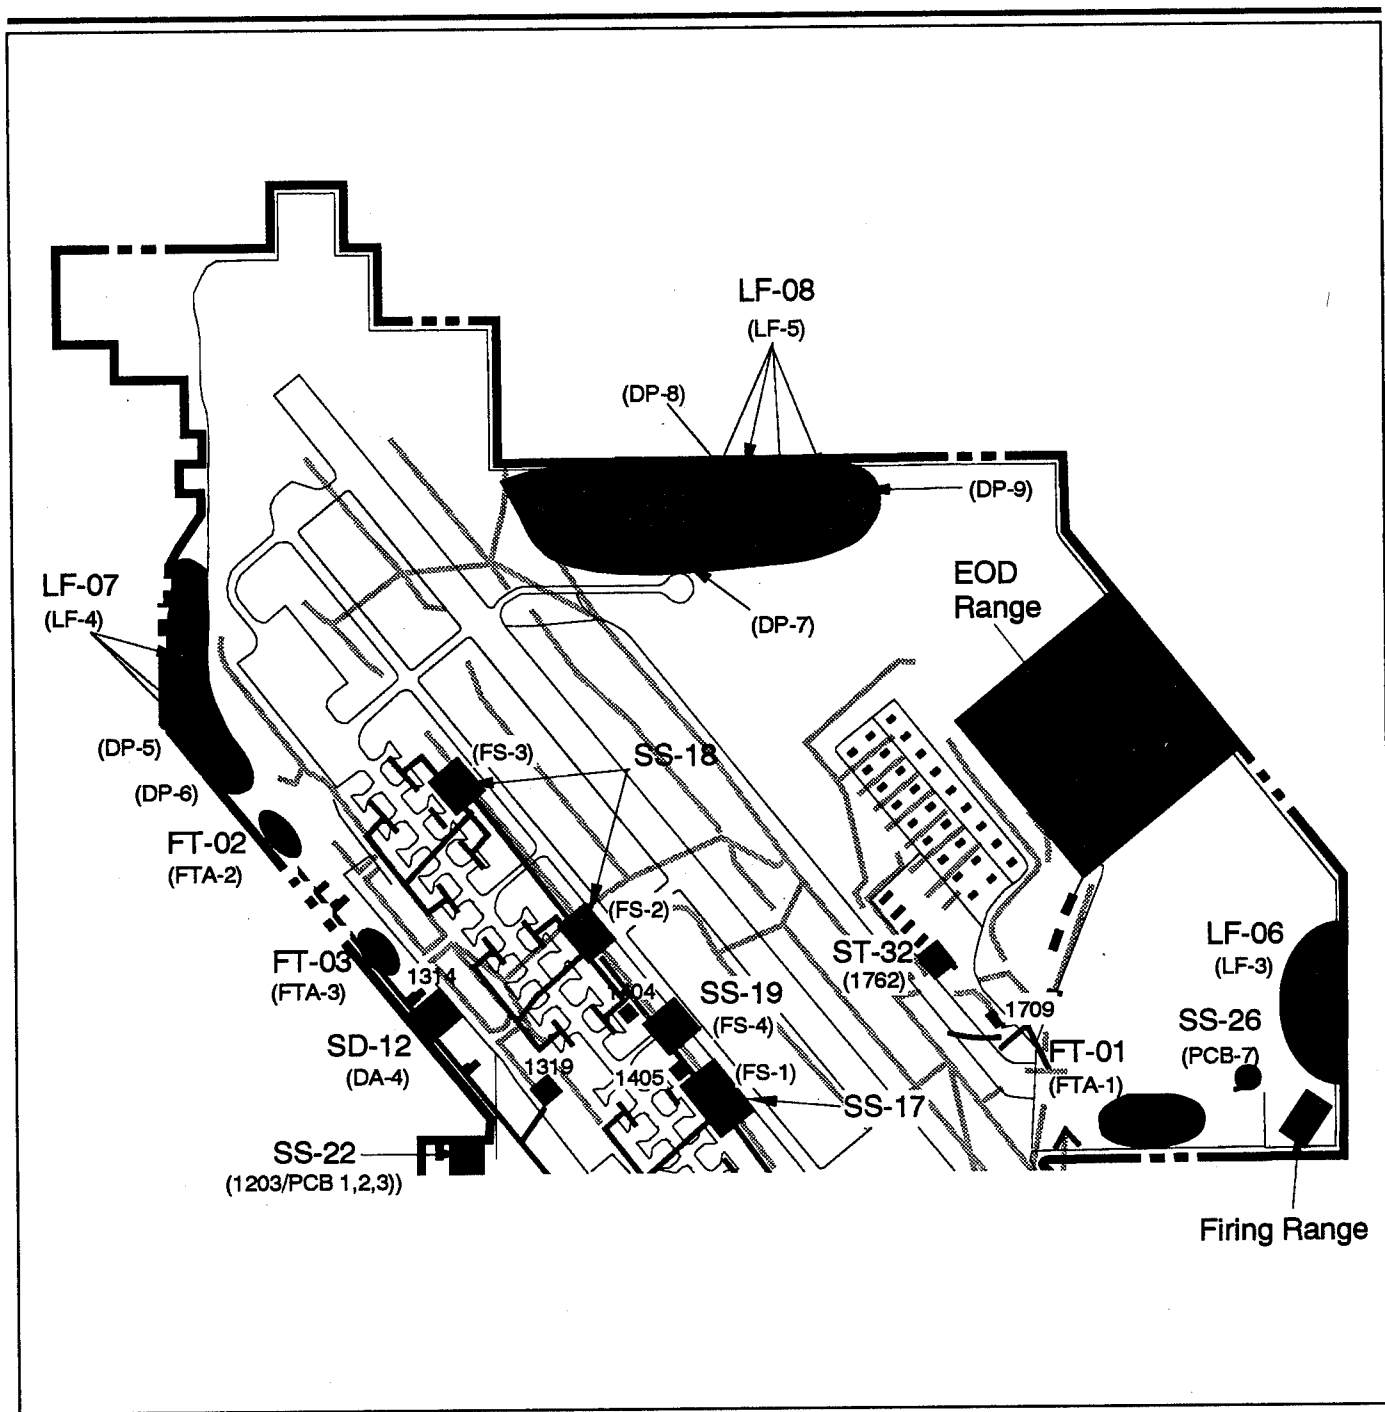 LF-08
(LF-5)
(DP-8)
(DP-9)
EOD
Range
LF-07
(LF-4)
(DP-7)
(DP-5)
(FS-3)
SS-18
(DP-6)
FT-02
(FTA-2)
(FS-2)
LF-06
(LF-3)
ST-32
(1762)
FT-03
(FTA-3)
1314
1404
SS-19
(FS-4)
1709
SS-26
(PCB-7)
SD-12
(DA-4)
1319
1405
(FS-1)
FT-01
(FTA-1)
SS-17
SS-22
(1203/PCB 1,2,3))
Firing Range